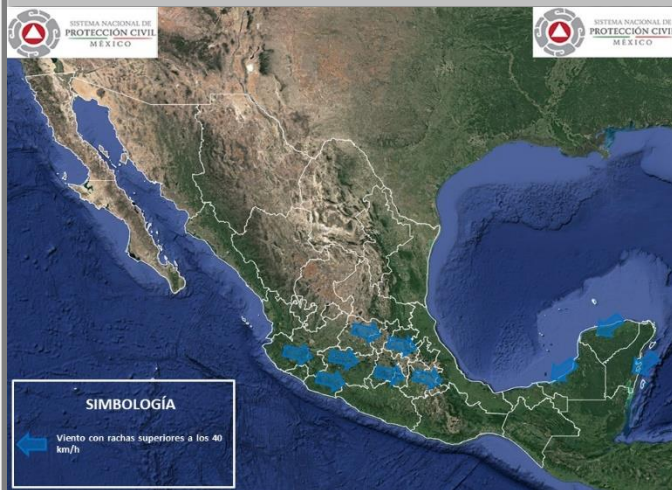 SISTEMA NACIONAL DE
PROTECCIÓN CIVIL
MÉXICO
SISTEMA NACIONAL DE
PROTECCIÓN CIVIL
MÉXICO
SIMBOLOGÍA
Viento con rachas superiores a los 40
km/h